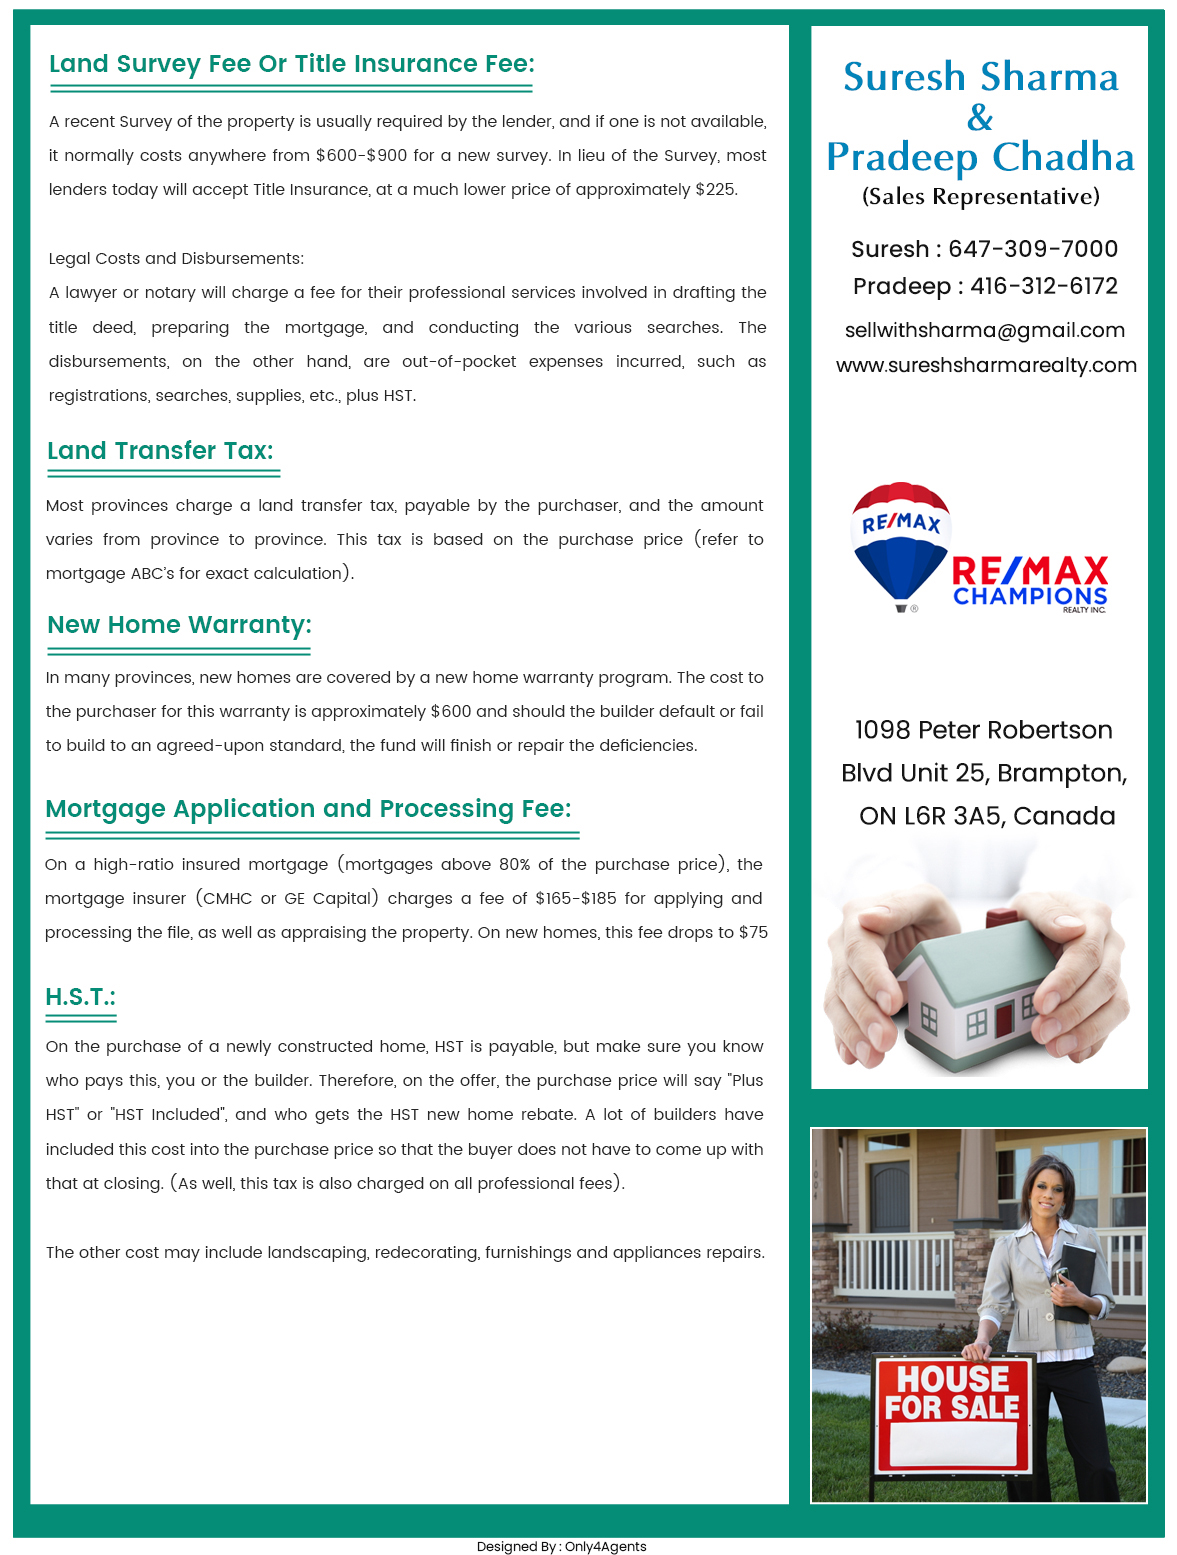 Land Survey Fee Or Title Insurance Fee:
A recent Survey of the property is usually required by the lender, and if one is not available,
it normally costs anywhere from $600-$900 for a new survey. In lieu of the Survey, most
lenders today will accept Title Insurance, at a much lower price of approximately $225.
Legal Costs and Disbursements:
A lawyer or notary will charge a fee for their professional services involved in drafting the
title deed, preparing the mortgage, and conducting the various searches. The
disbursements, on the other hand, are out-of-pocket expenses incurred, such as
registrations, searches, supplies, etc., plus HST.
Land Transfer Tax:
Most provinces charge a land transfer tax, payable by the purchaser, and the amount
varies from province to province. This tax is based on the purchase price (refer to
mortgage ABC's for exact calculation).
New Home Warranty:
In many provinces, new homes are covered by a new home warranty program. The cost to
the purchaser for this warranty is approximately $600 and should the builder default or fail
to build to an agreed-upon standard, the fund will finish or repair the deficiencies.
Mortgage Application and Processing Fee:
On a high-ratio insured mortgage (mortgages above 80% of the purchase price), the
mortgage insurer (CMHC or GE Capital) charges a fee of $165-$185 for applying and
processing the file, as well as appraising the property. On new homes, this fee drops to $75
H.S.T.:
On the purchase of a newly constructed home, HST is payable, but make sure you know
who pays this, you or the builder. Therefore, on the offer, the purchase price will say "Plus
HST" or "HST Included", and who gets the HST new home rebate. A lot of builders have
included this cost into the purchase price so that the buyer does not have to come up with
that at closing. (As well, this tax is also charged on all professional fees).
The other cost may include landscaping, redecorating, furnishings and appliances repairs.
Suresh Sharma
&
Pradeep Chadha
(Sales Representative)
Suresh : 647-309-7000
Pradeep : 416-312-6172
sellwithsharma@gmail.com
www.sureshsharmarealty.com
RE/MAX
®
RE/MAX
CHAMPIONS
REALTY INC.
1098 Peter Robertson
Blvd Unit 25, Brampton,
ON L6R 3A5, Canada
1004
HOUSE
FOR SALE
Designed By : Only4Agents